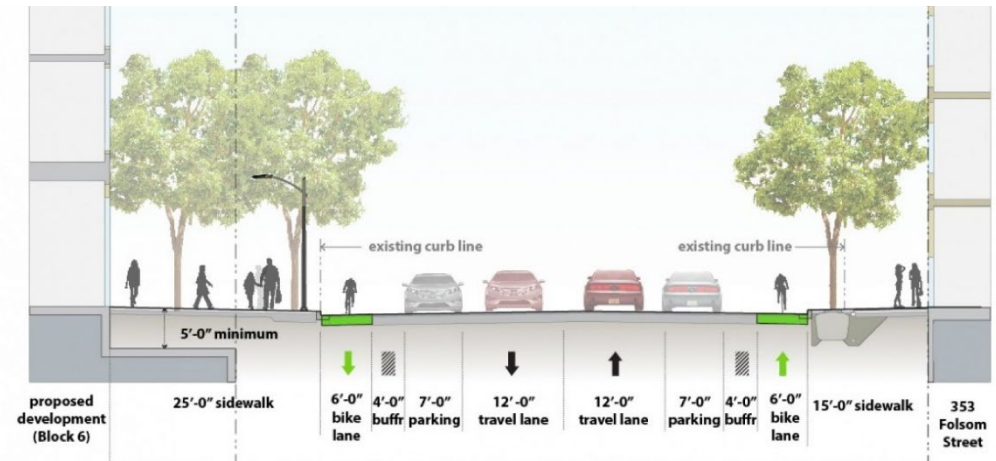 existing curb line
existing curb line
5'-0" minimum
proposed
development
(Block 6)
25'-0" sidewalk
6'-0"
bike
lane
4'-0"
buffr
7'-0"
parking
12'-0"
travel lane
12'-0"
travel lane
7'-0"
parking
4'-0"
buffr
6'-0"
bike
lane
15'-0" sidewalk
353
Folsom
Street